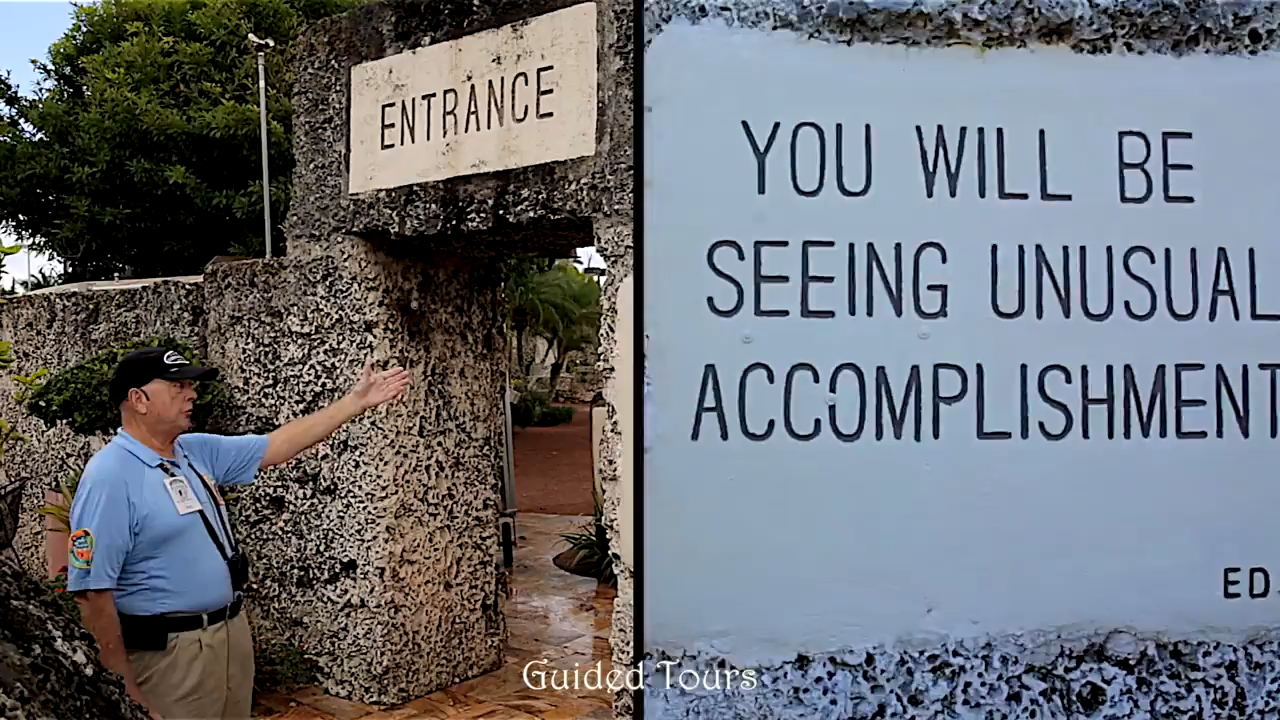 ENTRANCE
YOU WILL BE
SEEING UNUSUAL
ACCOMPLISHMENT
ED
Guided Tours